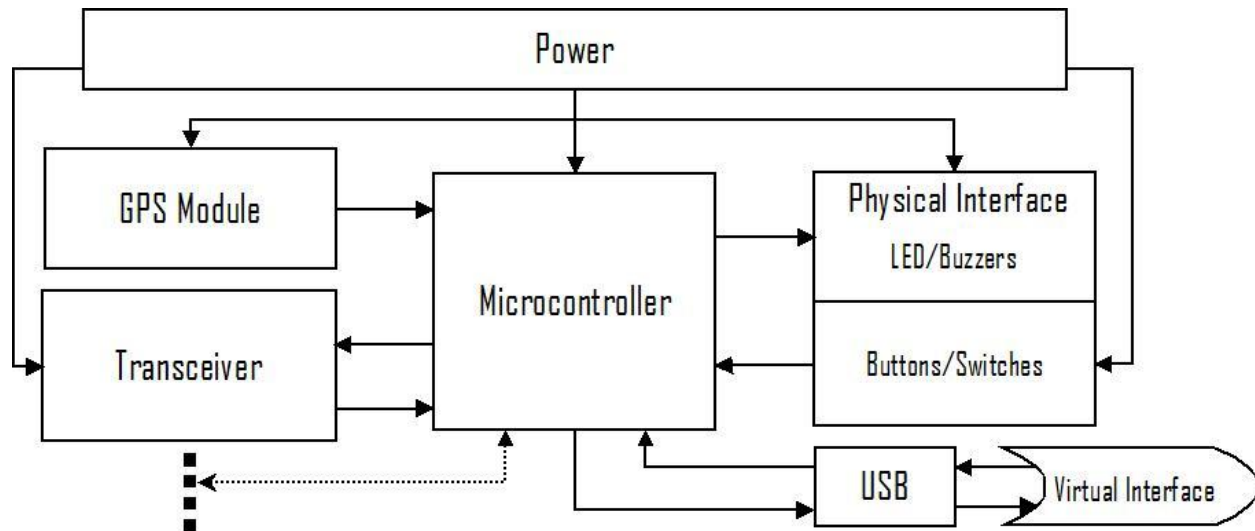 Power
GPS Module
Physical Interface
LED/Buzzers
Microcontroller
Transceiver
Buttons/Switches
USB
Virtual Interface